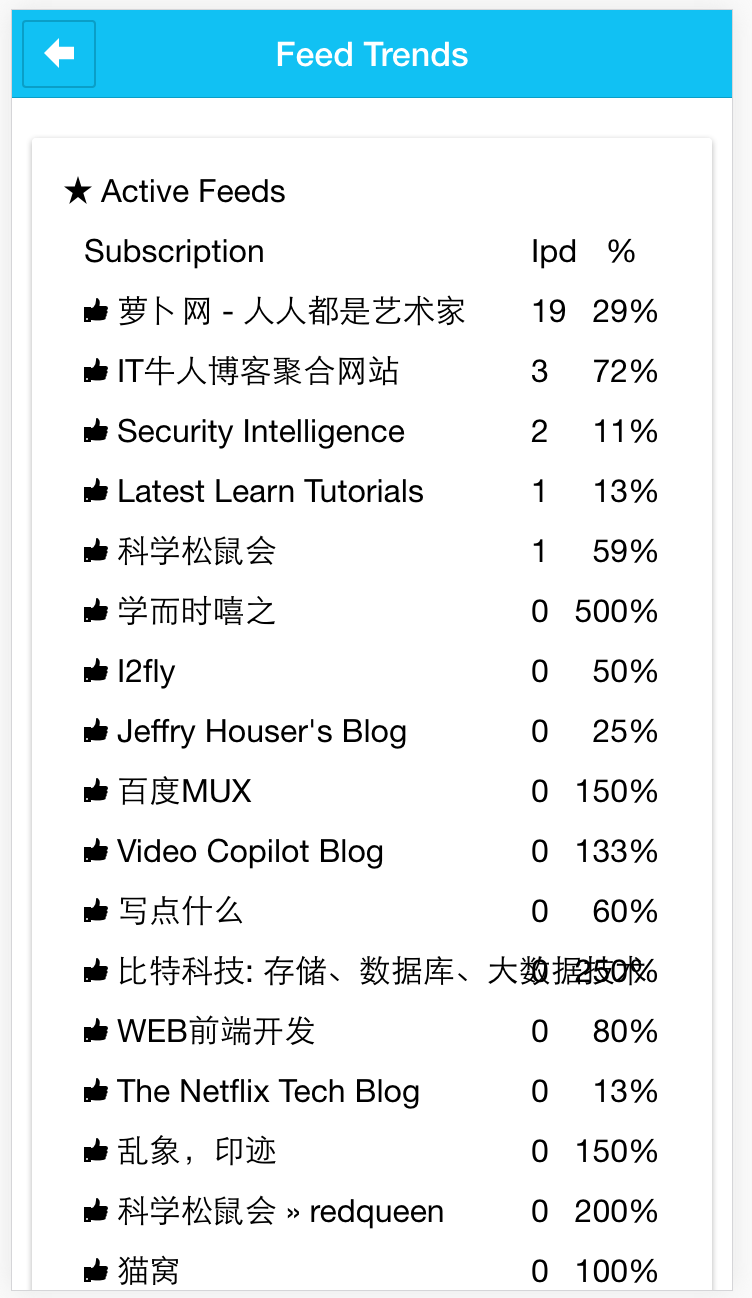 Feed Trends
★ Active Feeds
Subscription Ipd %
萝卜网 - 人人都是艺术家 19 29%
IT牛人博客聚合网站 3 72%
Security Intelligence 2 11%
Latest Learn Tutorials 1 13%
科学松鼠会 1 59%
学而时嘻之 0 500%
I2fly 0 50%
Jeffry Houser's Blog 0 25%
百度MUX 0 150%
Video Copilot Blog 0 133%
写点什么 0 60%
比特科技: 存储、数据库、大数据技术 0 250%
WEB前端开发 0 80%
The Netflix Tech Blog 0 13%
乱象，印迹 0 150%
科学松鼠会 » redqueen 0 200%
猫窝 0 100%